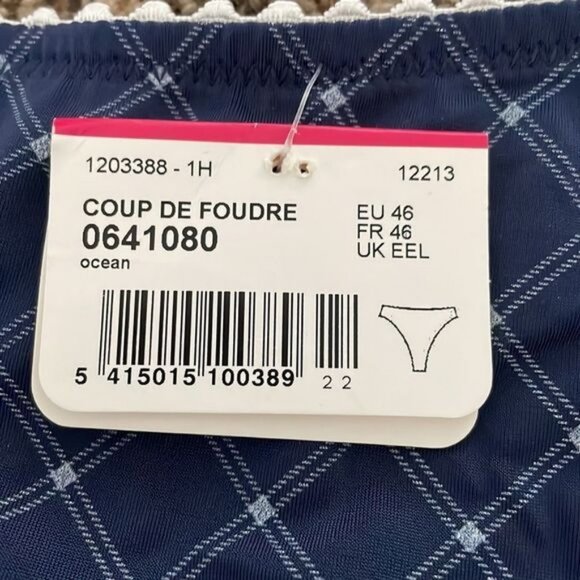 1203388 - 1H 12213
COUP DE FOUDRE EU 46
0641080 FR 46
ocean UK EEL
5 415015 100389 22